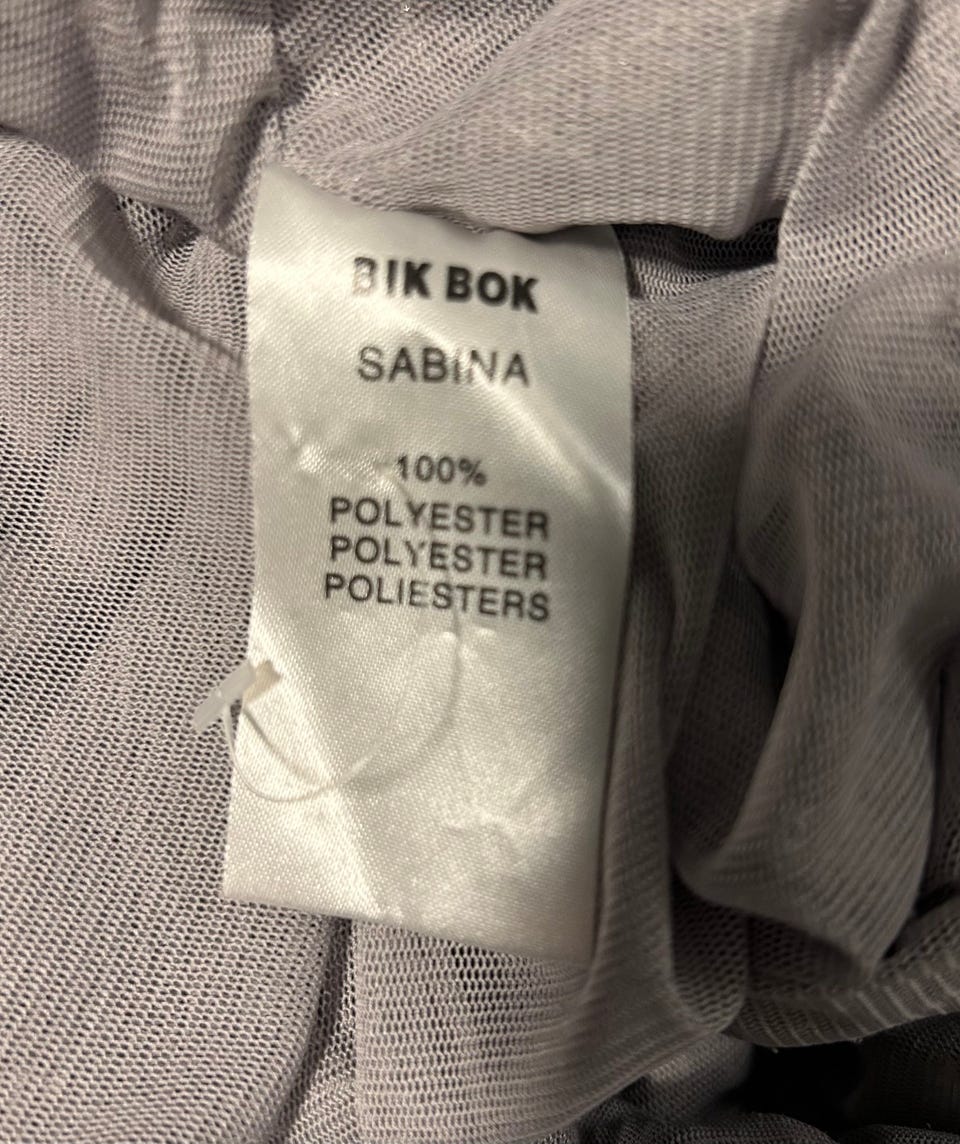 BIK BOK
SABINA
100%
POLYESTER
POLYESTER
POLIESTERS